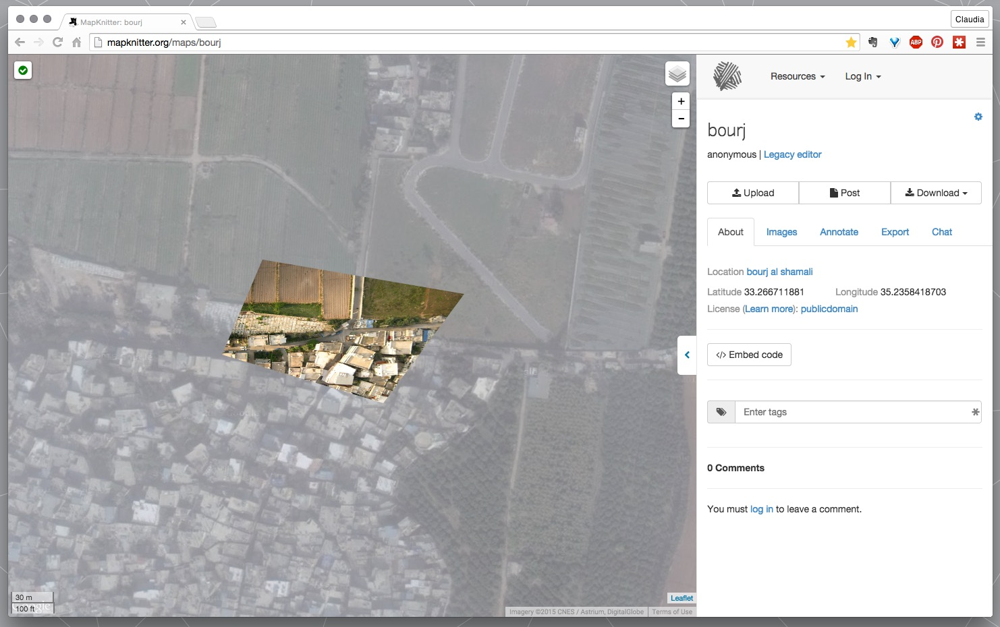 MapKnitter: bourj
Claudia
mapknitter.org/maps/bourj
ABP
Resources
Log In
+
-
bourj
anonymous | Legacy editor
Upload
Post
Download
About
Images
Annotate
Export
Chat
Location bourj al shamali
Latitude 33.266711881
Longitude 35.2358418703
License (Learn more): publicdomain
</> Embed code
Enter tags
0 Comments
You must log in to leave a comment.
30 m
100 ft
Google
Leaflet
Imagery ©2015 CNES / Astrium, DigitalGlobe
Terms of Use